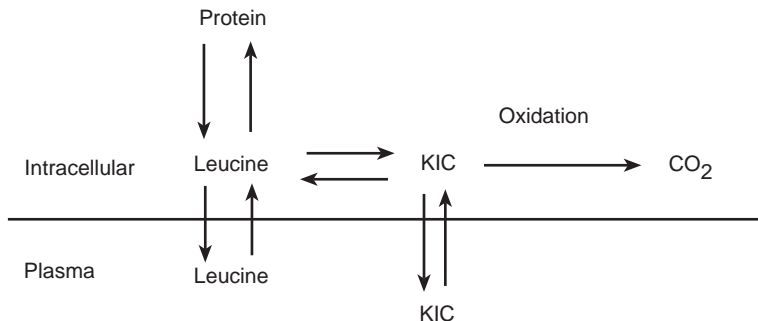 Protein
Oxidation
Intracellular
Leucine
KIC
CO2
Plasma
Leucine
KIC